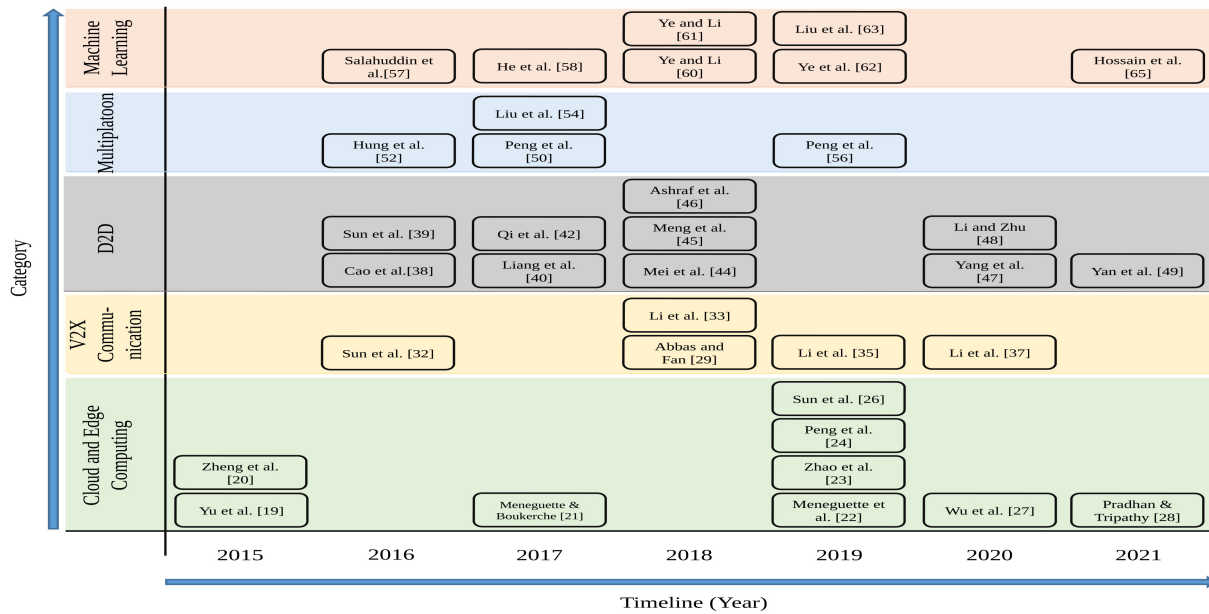 Category
Machine
Learning
Ye and Li
[61]
Liu et al. [63]
Salahuddin et
al.[57]
He et al. [58]
Ye and Li
[60]
Ye et al. [62]
Hossain et al.
[65]
Multiplatoon
Liu et al. [54]
Hung et al.
[52]
Peng et al.
[50]
Peng et al.
[56]
D2D
Ashraf et al.
[46]
Sun et al. [39]
Qi et al. [42]
Meng et al.
[45]
Li and Zhu
[48]
Cao et al.[38]
Liang et al.
[40]
Mei et al. [44]
Yang et al.
[47]
Yan et al. [49]
V2X
Commu-
nication
Li et al. [33]
Sun et al. [32]
Abbas and
Fan [29]
Li et al. [35]
Li et al. [37]
Cloud and Edge
Computing
Sun et al. [26]
Peng et al.
[24]
Zheng et al.
[20]
Zhao et al.
[23]
Yu et al. [19]
Meneguette &
Boukerche [21]
Meneguette et
al. [22]
Wu et al. [27]
Pradhan &
Tripathy [28]
2015 2016 2017 2018 2019 2020 2021
Timeline (Year)